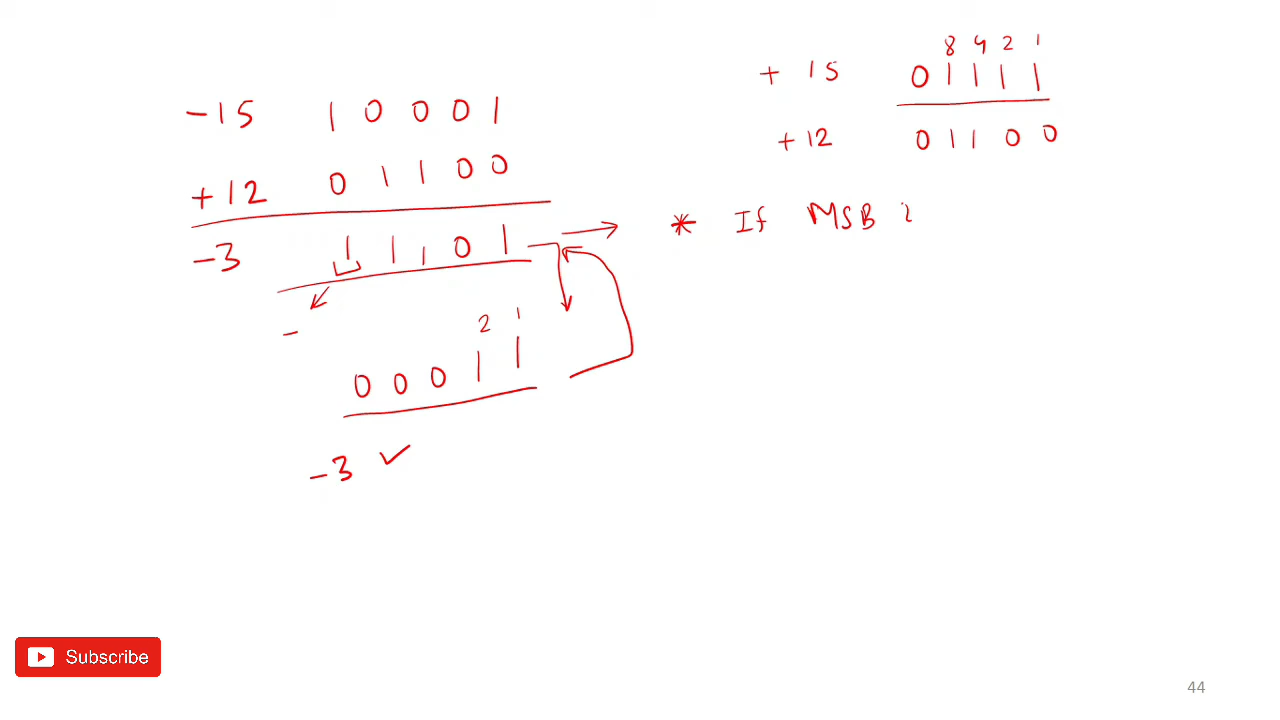 8 4 2 1
+ 15 0 1 1 1 1
+12 0 1 1 0 0
-15 1 0 0 0 1
+12 0 1 1 0 0
-3 1 1 1 0 1
* If MSB i
-
2 1
0 0 0 1 1
-3 ✓
Subscribe
44